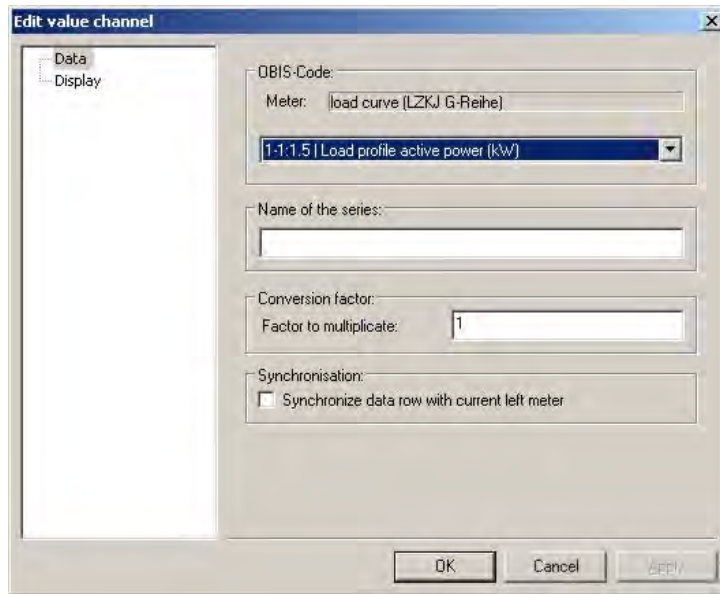 Edit value channel
Data
Display
OBIS-Code:
Meter: load curve (LZKJ G-Reihe)
1-1:1.5 | Load profile active power (kW)
Name of the series:
Conversion factor:
Factor to multiplicate: 1
Synchronisation:
Synchronize data row with current left meter
OK Cancel Apply